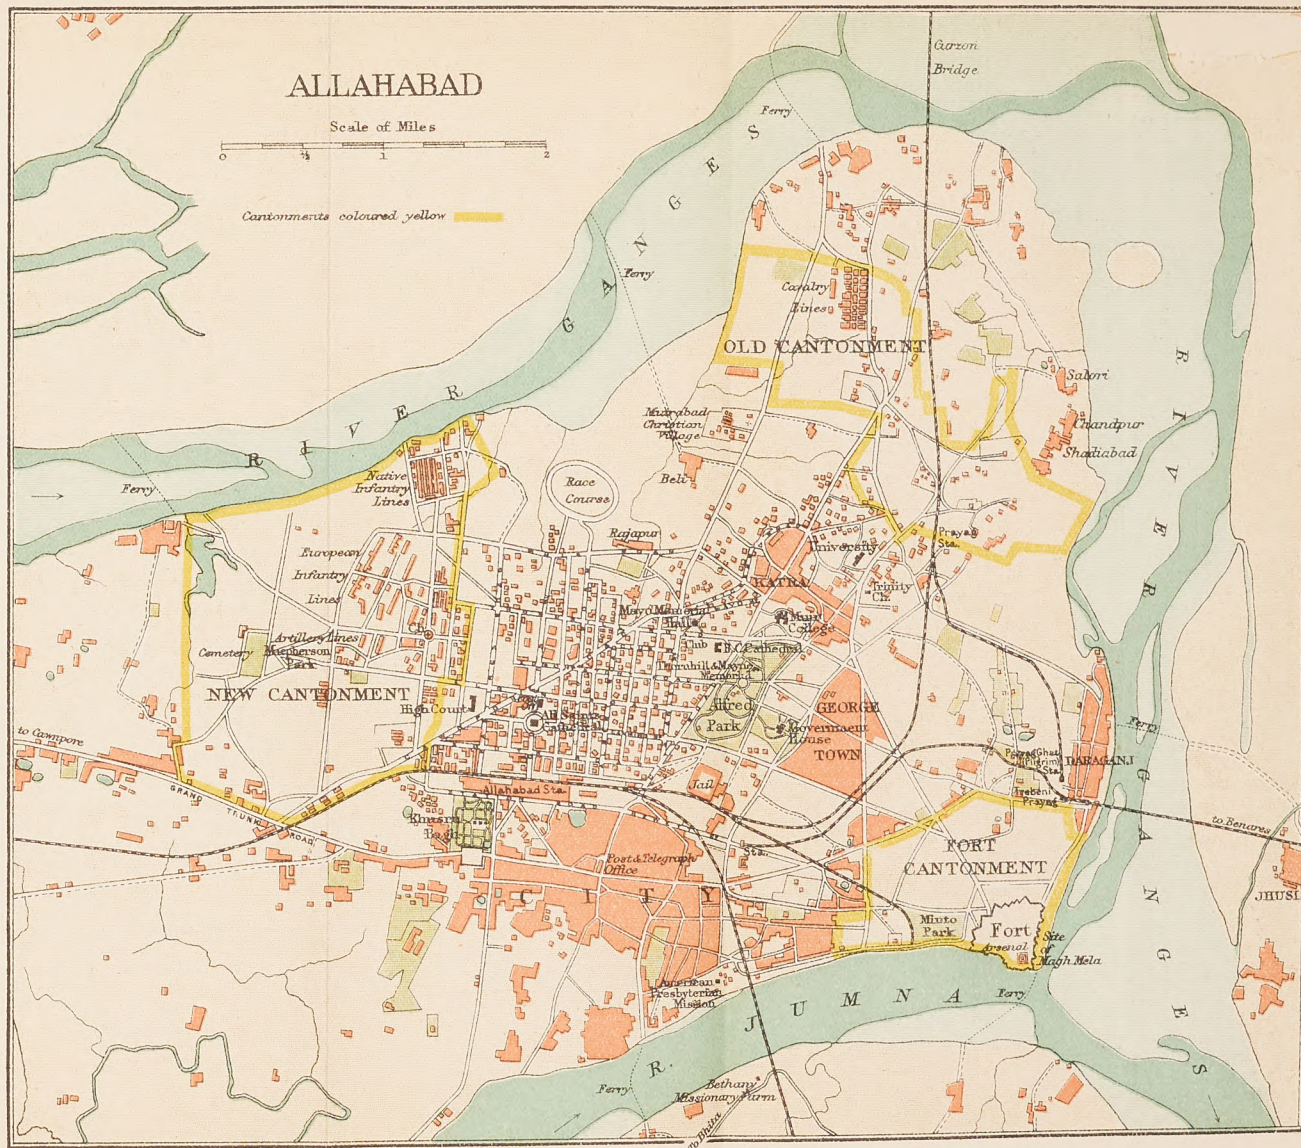 ALLAHABAD
Scale of Miles
0 ½ 1 2
Cantonments coloured yellow
Curzon
Bridge
Ferry
RIVER GANGES
Ferry
Cavalry
Lines
OLD CANTONMENT
Salori
Chandpur
Shadiabad
Muirabad
Christian
Village
Beli
RIVER GANGES
Ferry
Native
Infantry
Lines
Race
Course
Rajapur
European
Infantry
Lines
University
Prayag
Sta.
KATRA
Trinity
Ch.
Mayo Memorial
Hall
Muir
College
Ch.
Artillery Lines
Cemetery
Macpherson
Park
Club
R.C. Cathedral
Thornhill & Mayne
Memorial
NEW CANTONMENT
High Court
All Saints
Cathedral
Alfred
Park
Government
House
GEORGE
TOWN
to Cawnpore
GRAND TRUNK ROAD
Ferry
Ghat
Pilgrim
Sta.
DARAGANJ
Prayag
Allahabad Sta.
Jail
Khusru
Bagh
to Benares
Sta.
FORT
CANTONMENT
Post & Telegraph
Office
CITY
JHUSI
Minto
Park
Fort
Arsenal
Site
of
Magh Mela
American
Presbyterian
Mission
Ferry
R. JUMNA
Ferry
Bethany
Missionary Farm
To Bhita